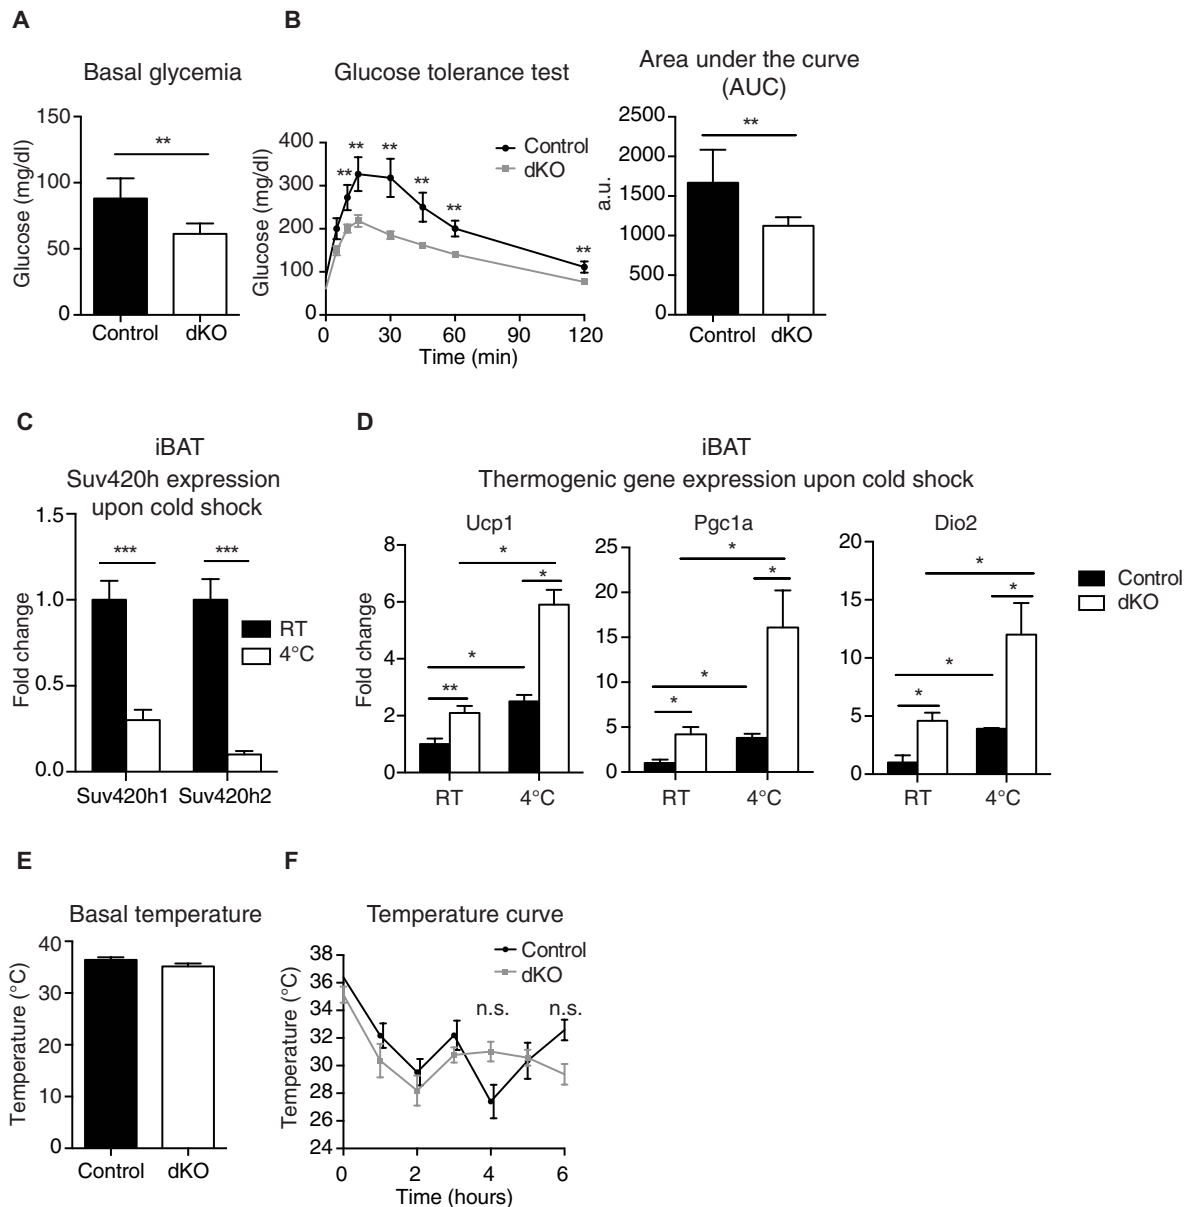 A
B
Basal glycemia
Glucose (mg/dl)
150
100
50
0
**
Control
dKO
Glucose tolerance test
Glucose (mg/dl)
400
300
200
100
0
**
**
**
**
**
**
Control
dKO
0
30
60
90
120
Time (min)
Area under the curve
(AUC)
a.u.
2500
2000
1500
1000
500
0
**
Control
dKO
C
iBAT
Suv420h expression
upon cold shock
Fold change
1.5
1.0
0.5
0.0
***
***
RT
4°C
Suv420h1
Suv420h2
D
iBAT
Thermogenic gene expression upon cold shock
Ucp1
Fold change
8
6
4
2
0
*
*
*
**
RT
4°C
Pgc1a
25
20
15
10
5
0
*
*
*
*
RT
4°C
Dio2
20
15
10
5
0
*
*
*
*
RT
4°C
Control
dKO
E
Basal temperature
Temperature (°C)
40
30
20
10
0
Control
dKO
F
Temperature curve
Temperature (°C)
38
36
34
32
30
28
26
24
Control
dKO
n.s.
n.s.
0
2
4
6
Time (hours)